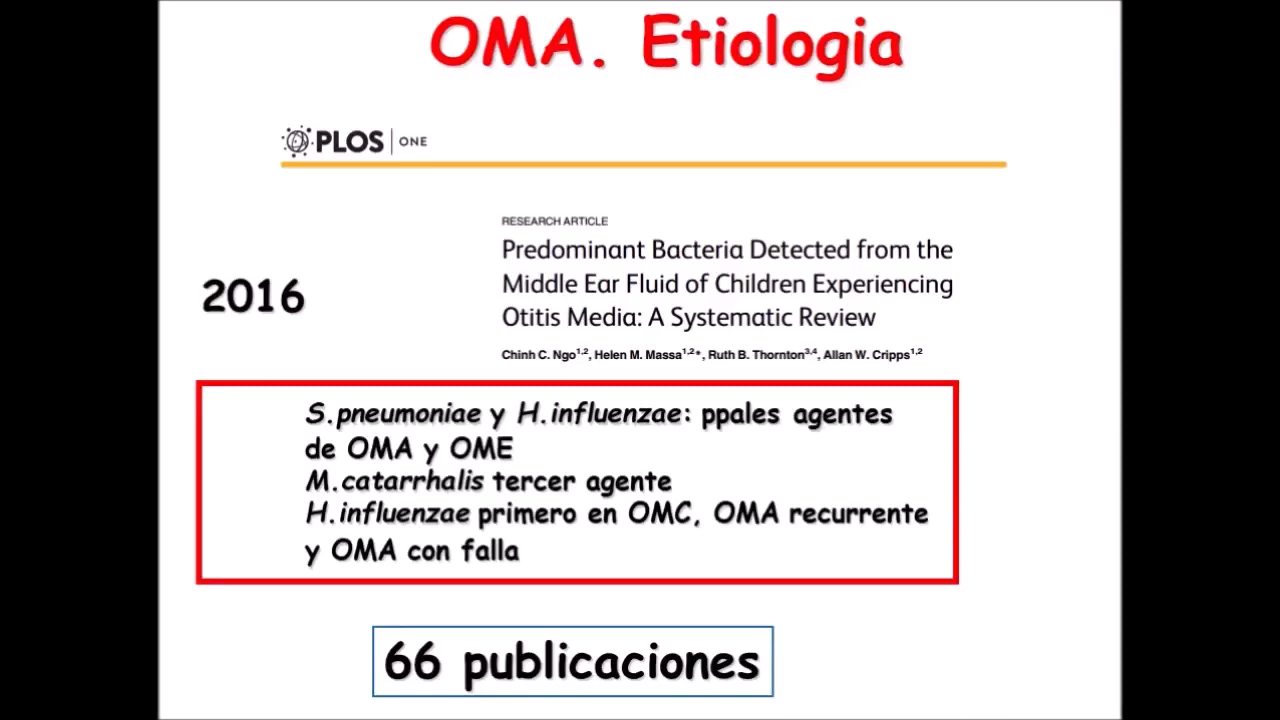 OMA. Etiologia
PLOS | ONE
RESEARCH ARTICLE
Predominant Bacteria Detected from the
Middle Ear Fluid of Children Experiencing
Otitis Media: A Systematic Review
2016
Chinh C. Ngo1,2, Helen M. Massa1,2*, Ruth B. Thornton3,4, Allan W. Cripps1,2
S.pneumoniae y H.influenzae: ppales agentes
de OMA y OME
M.catarrhalis tercer agente
H.influenzae primero en OMC, OMA recurrente
y OMA con falla
66 publicaciones